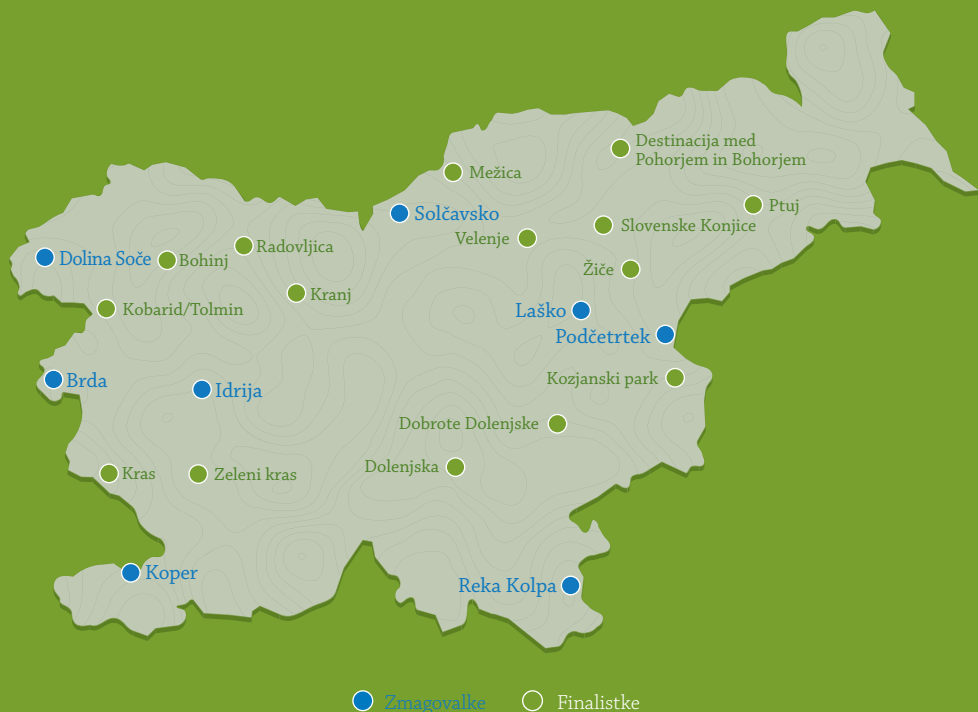 Destinacija med
Pohorjem in Bohorjem
Mežica
Ptuj
Solčavsko
Slovenske Konjice
Velenje
Radovljica
Dolina Soče
Bohinj
Žiče
Kranj
Kobarid/Tolmin
Laško
Podčetrtek
Brda
Kozjanski park
Idrija
Dobrote Dolenjske
Dolenjska
Kras
Zeleni kras
Koper
Reka Kolpa
Zmagovalke
Finalistke